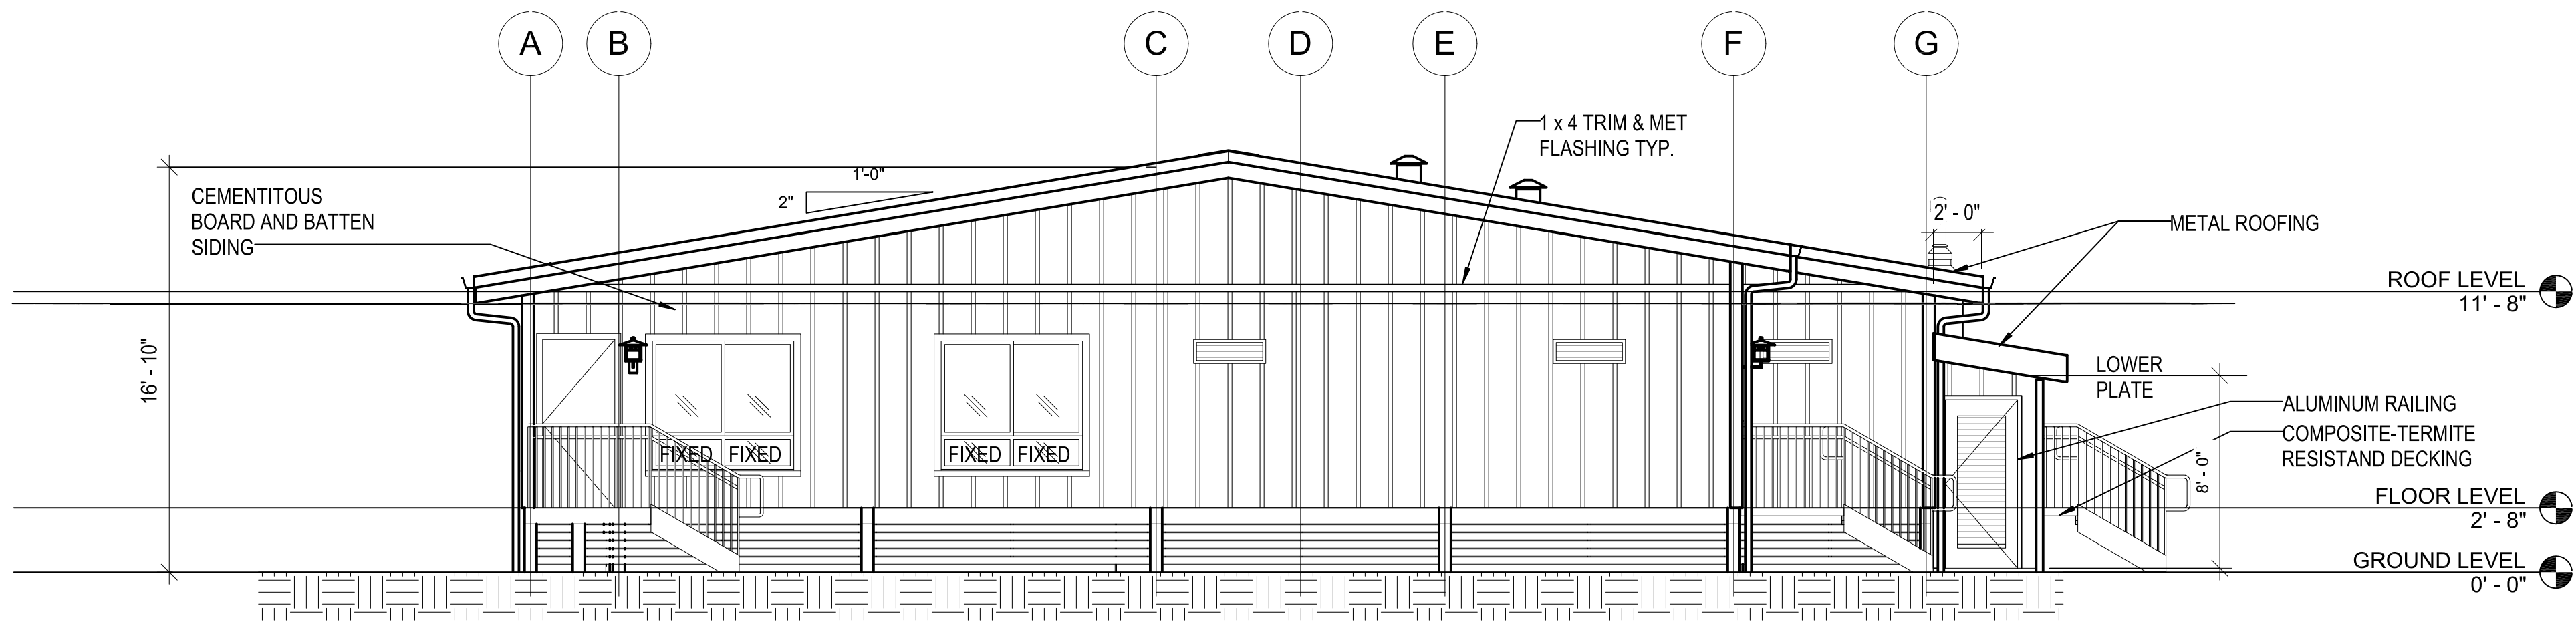 A
B
C
D
E
F
G
1 x 4 TRIM & MET
FLASHING TYP.
1'-0"
2"
CEMENTITOUS
BOARD AND BATTEN
SIDING
2' - 0"
METAL ROOFING
ROOF LEVEL
11' - 8"
16' - 10"
LOWER
PLATE
ALUMINUM RAILING
COMPOSITE-TERMITE
RESISTAND DECKING
8' - 0"
FIXED
FIXED
FIXED
FIXED
FLOOR LEVEL
2' - 8"
GROUND LEVEL
0' - 0"